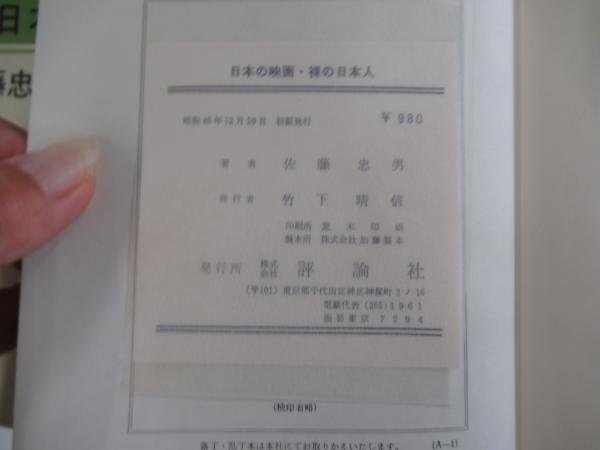 日本
藤忠
日本の映画・裸の日本人
昭和48年12月20日 初版発行 ￥980
著者 佐藤忠男
発行者 竹下晴信
印刷所 荒木印刷
製本所 株式会社加藤製本
発行所 株式会社 評論社
(〒101)東京都千代田区神田神保町2ノ16
電話代表(265)1961
振替東京7294
(検印省略)
落丁・乱丁本は本社にてお取りかえいたします。 (A—1)